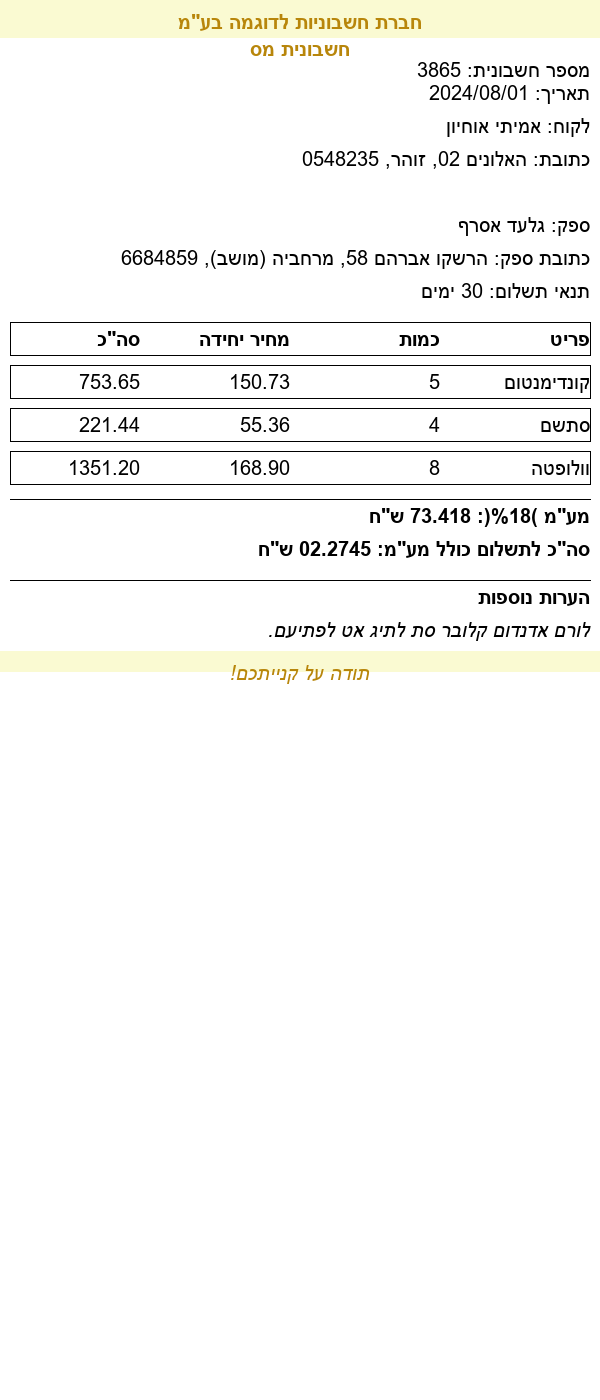 חברת חשבוניות לדוגמה בע"מ
חשבונית מס
מספר חשבונית: 3865
תאריך: 2024/08/01
לקוח: אמיתי אוחיון
כתובת: האלונים 02, זוהר, 0548235
ספק: גלעד אסרף
כתובת ספק: הרשקו אברהם 58, מרחביה (מושב), 6684859
תנאי תשלום: 30 ימים
פריט כמות מחיר יחידה סה"כ
קונדימנטום 5 150.73 753.65
סתשם 4 55.36 221.44
וולופטה 8 168.90 1351.20
מע"מ )18%(: 73.418 ש"ח
סה"כ לתשלום כולל מע"מ: 02.2745 ש"ח
הערות נוספות
לורם אדנדום קלובר סת לתיג אט לפתיעם.
תודה על קנייתכם!